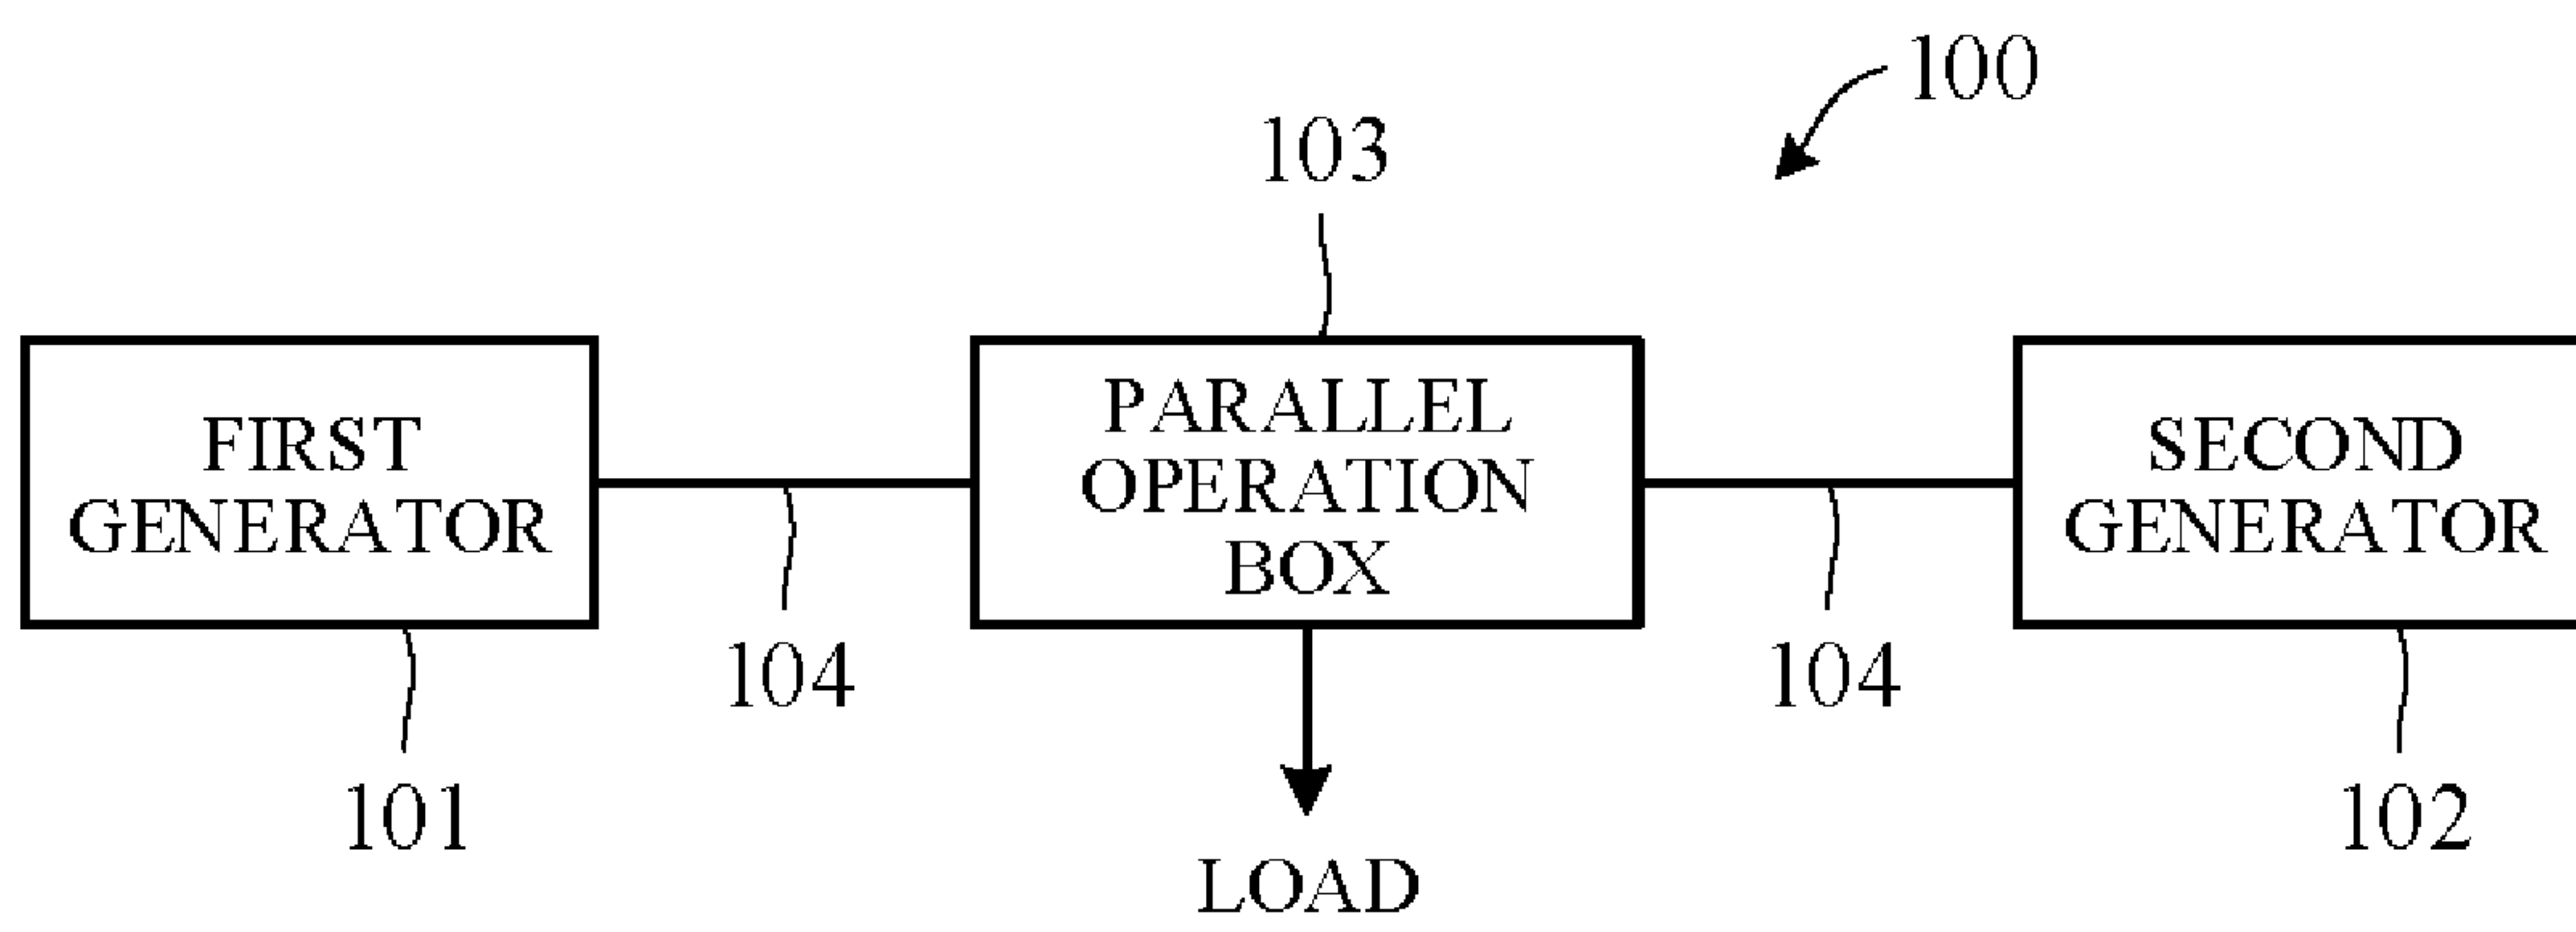 100
103
FIRST
GENERATOR
PARALLEL
OPERATION
BOX
SECOND
GENERATOR
104
104
101
102
LOAD